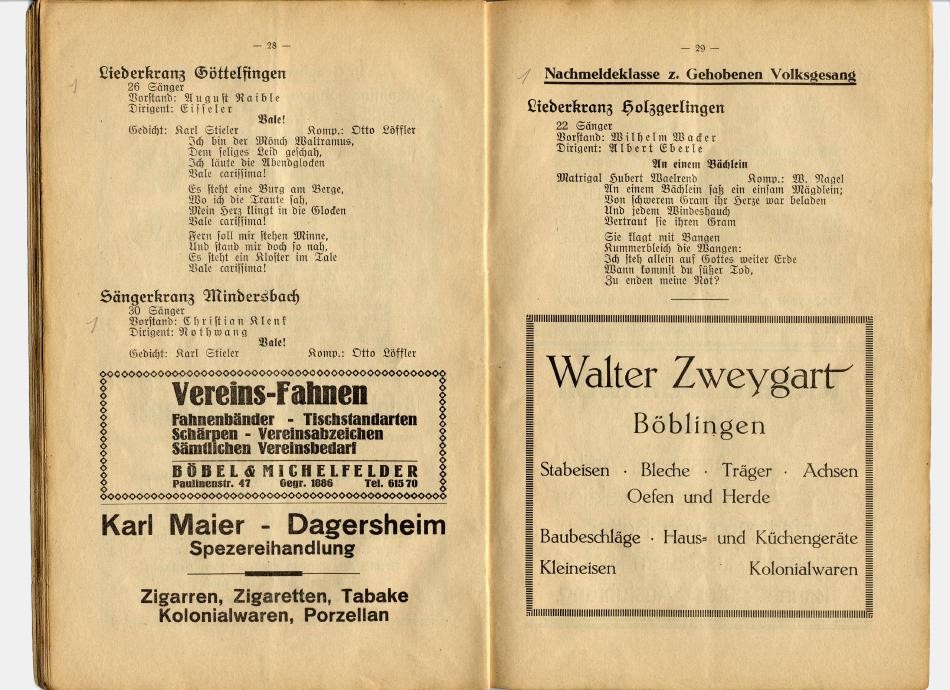 — 28 —
Liederkranz Göttelfingen
26 Sänger
Vorstand: August Raible
Dirigent: Eisseler
Vale!
Gedicht: Karl Stieler Komp.: Otto Löffler
Ich bin der Mönch Waltramus,
Dem seliges Leid geschah,
Ich läute die Abendglocken
Vale carissima!
Es steht eine Burg am Berge,
Wo ich die Traute sah,
Mein Herz klingt in die Glocken
Vale carissima!
Fern soll mir stehen Minne,
Und stand mir doch so nah,
Es steht ein Kloster im Tale
Vale carissima!
Sängerkranz Mindersbach
30 Sänger
Vorstand: Christian Klenk
Dirigent: Nothwang
Vale!
Gedicht: Karl Stieler Komp.: Otto Löffler
Vereins-Fahnen
Fahnenbänder - Tischstandarten
Schärpen - Vereinsabzeichen
Sämtlichen Vereinsbedarf
BÖBEL & MICHELFELDER
Paulinenstr. 47 Gegr. 1886 Tel. 61570
Karl Maier - Dagersheim
Spezereihandlung
Zigarren, Zigaretten, Tabake
Kolonialwaren, Porzellan
— 29 —
Nachmeldeklasse z. Gehobenen Volksgesang
Liederkranz Holzgerlingen
22 Sänger
Vorstand: Wilhelm Wacker
Dirigent: Albert Eberle
An einem Bächlein
Matrigal Hubert Waelrend Komp.: W. Nagel
An einem Bächlein saß ein einsam Mägdlein;
Von schwerem Gram ihr Herze war beladen
Und jedem Windeshauch
Vertraut sie ihren Gram
Sie klagt mit Bangen
Kummerbleich die Wangen:
Ich steh allein auf Gottes weiter Erde
Wann kommst du süßer Tod,
Zu enden meine Not?
Walter Zweygart
Böblingen
Stabeisen · Bleche · Träger · Achsen
Oefen und Herde
Baubeschläge · Haus- und Küchengeräte
Kleineisen Kolonialwaren